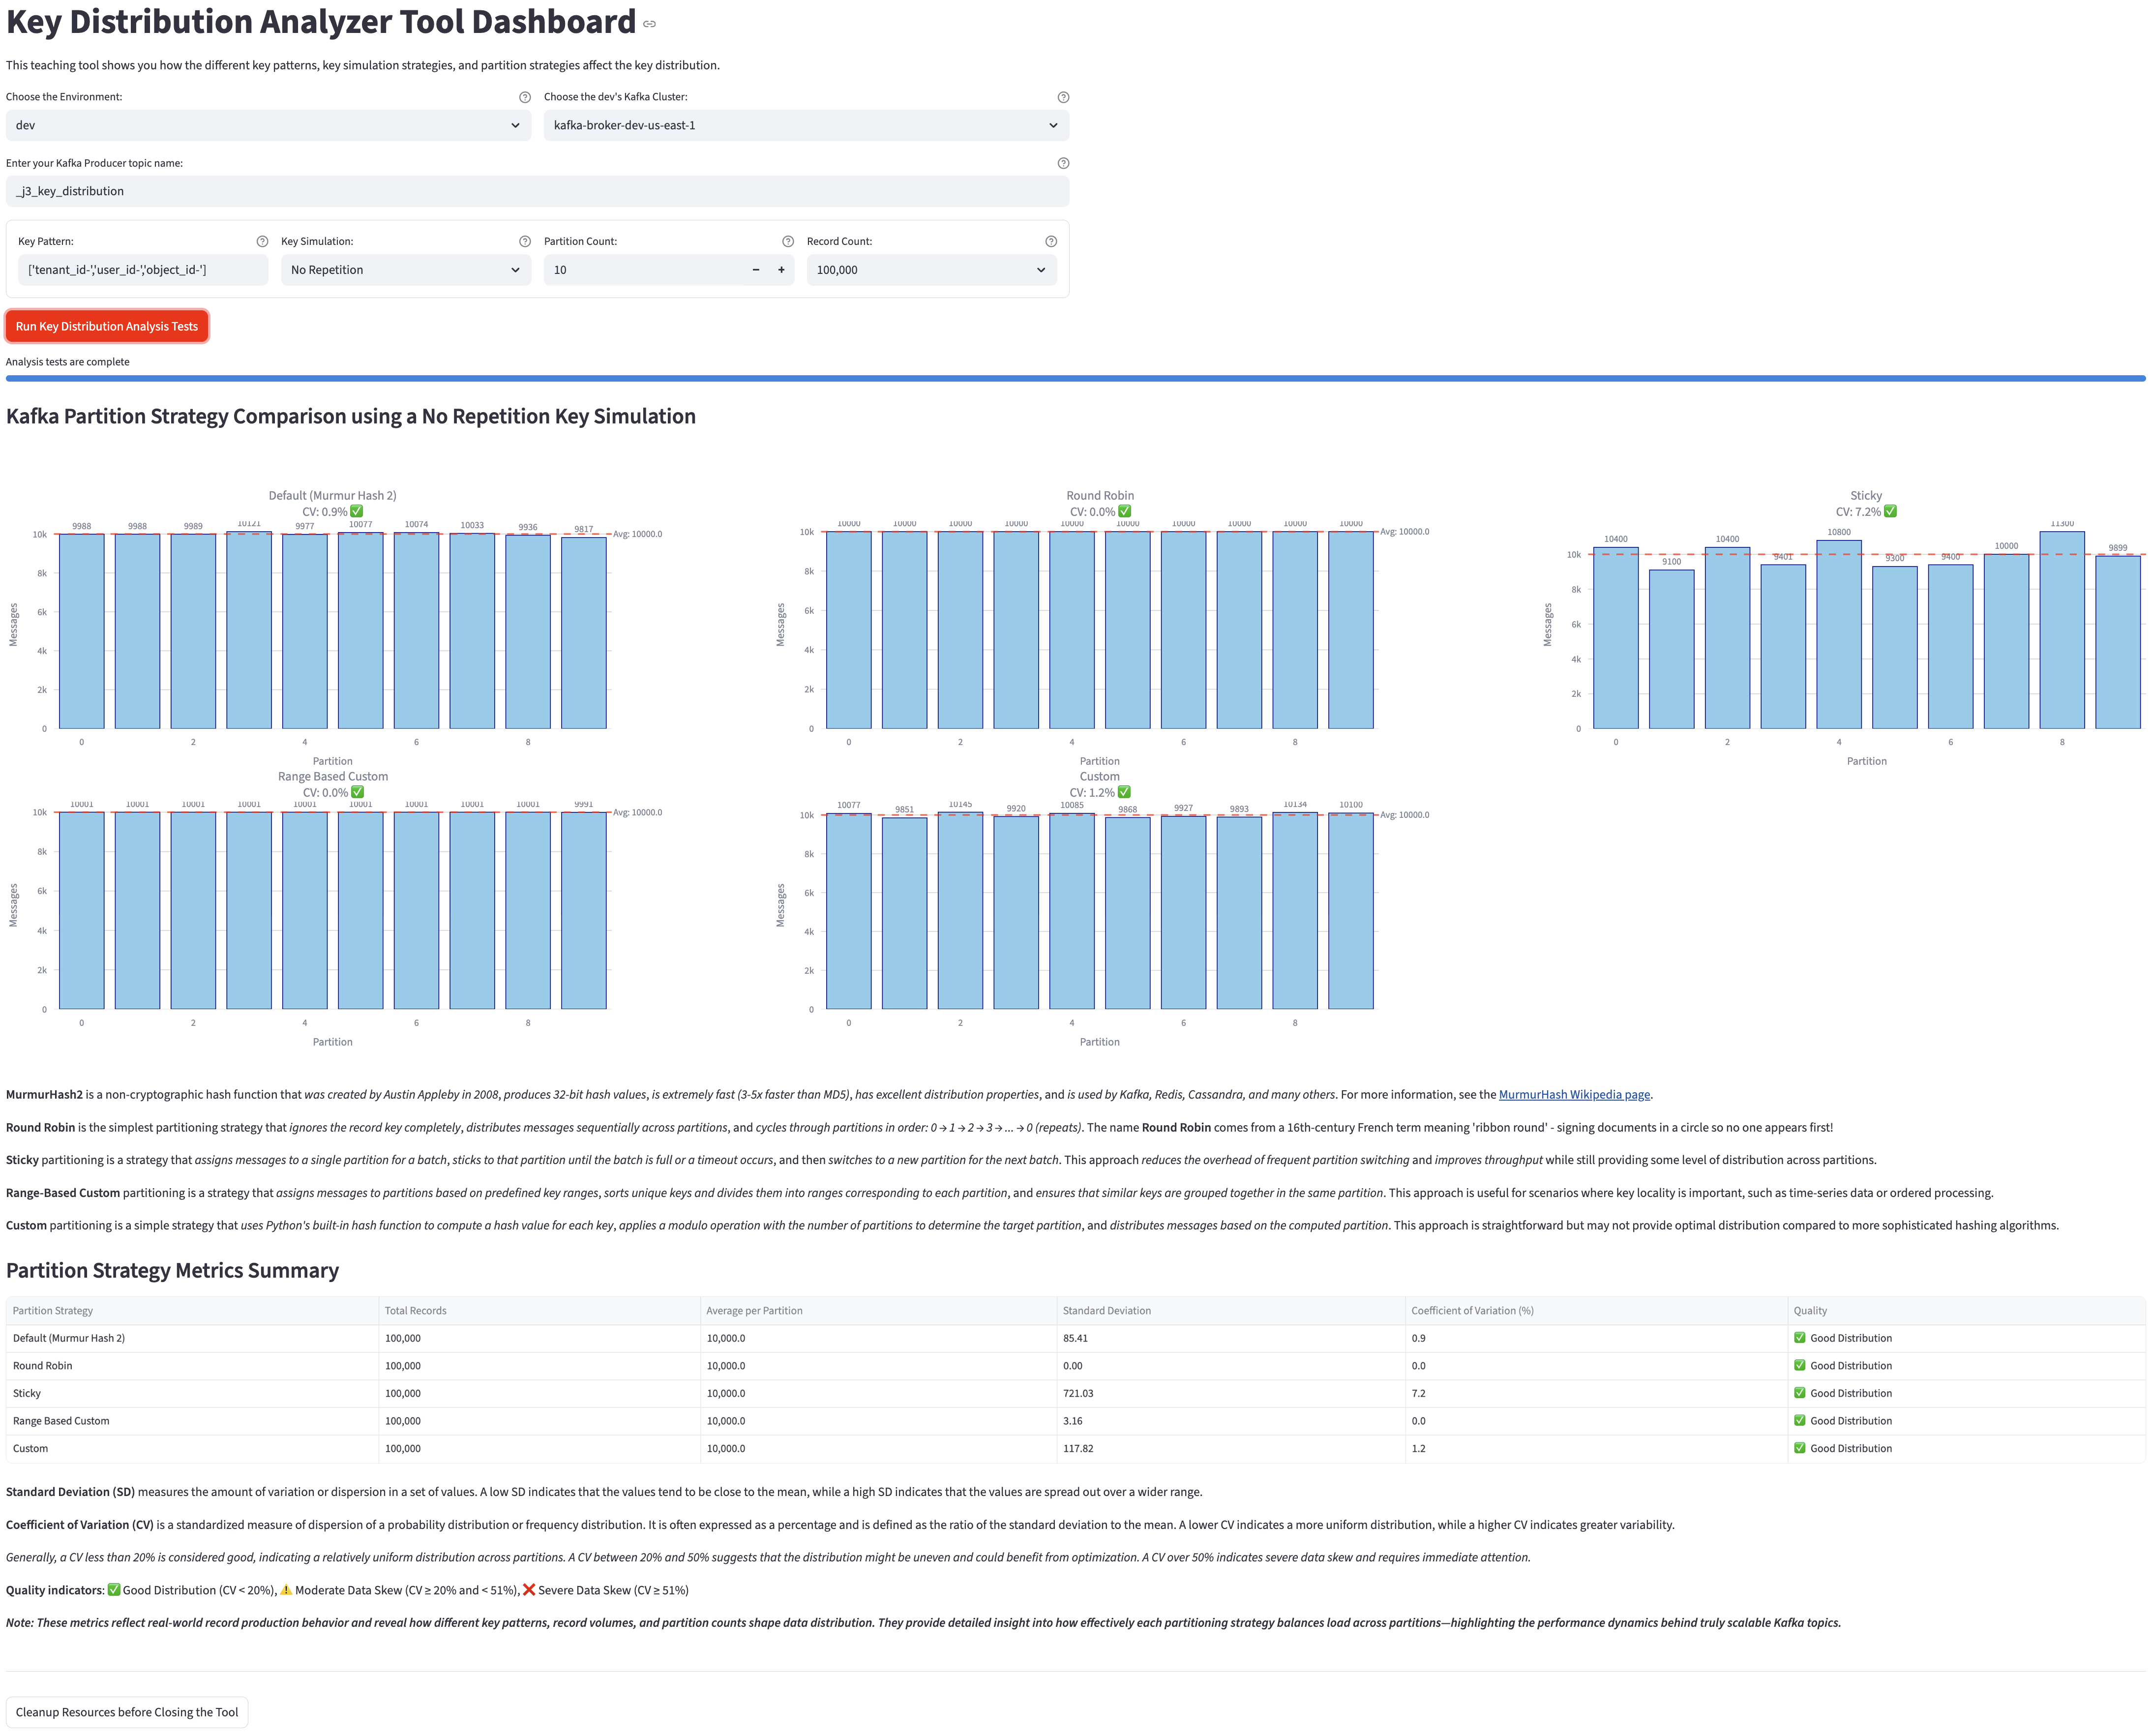 Key Distribution Analyzer Tool Dashboard
This teaching tool shows you how the different key patterns, key simulation strategies, and partition strategies affect the key distribution.
Choose the Environment:
Choose the dev's Kafka Cluster:
dev
kafka-broker-dev-us-east-1
Enter your Kafka Producer topic name:
_j3_key_distribution
Key Pattern:
Key Simulation:
Partition Count:
Record Count:
['tenant_id-','user_id-','object_id-']
No Repetition
10
100,000
Run Key Distribution Analysis Tests
Analysis tests are complete
Kafka Partition Strategy Comparison using a No Repetition Key Simulation
Default (Murmur Hash 2)
CV: 0.9% ✅
9988 9988 9989 10121 9977 10077 10074 10033 9936 9817
Avg: 10000.0
10k
8k
6k
4k
2k
0
Messages
0 2 4 6 8
Partition
Round Robin
CV: 0.0% ✅
10000 10000 10000 10000 10000 10000 10000 10000 10000 10000
Avg: 10000.0
10k
8k
6k
4k
2k
0
Messages
0 2 4 6 8
Partition
Sticky
CV: 7.2% ✅
10400 9100 10400 9401 10800 9300 9400 10000 11300 9899
10k
8k
6k
4k
2k
0
Messages
0 2 4 6 8
Partition
Range Based Custom
CV: 0.0% ✅
10001 10001 10001 10001 10001 10001 10001 10001 10001 9991
Avg: 10000.0
10k
8k
6k
4k
2k
0
Messages
0 2 4 6 8
Partition
Custom
CV: 1.2% ✅
10077 9851 10145 9920 10085 9868 9927 9893 10134 10100
Avg: 10000.0
10k
8k
6k
4k
2k
0
Messages
0 2 4 6 8
Partition
MurmurHash2 is a non-cryptographic hash function that was created by Austin Appleby in 2008, produces 32-bit hash values, is extremely fast (3-5x faster than MD5), has excellent distribution properties, and is used by Kafka, Redis, Cassandra, and many others. For more information, see the MurmurHash Wikipedia page.
Round Robin is the simplest partitioning strategy that ignores the record key completely, distributes messages sequentially across partitions, and cycles through partitions in order: 0 → 1 → 2 → 3 → ... → 0 (repeats). The name Round Robin comes from a 16th-century French term meaning 'ribbon round' - signing documents in a circle so no one appears first!
Sticky partitioning is a strategy that assigns messages to a single partition for a batch, sticks to that partition until the batch is full or a timeout occurs, and then switches to a new partition for the next batch. This approach reduces the overhead of frequent partition switching and improves throughput while still providing some level of distribution across partitions.
Range-Based Custom partitioning is a strategy that assigns messages to partitions based on predefined key ranges, sorts unique keys and divides them into ranges corresponding to each partition, and ensures that similar keys are grouped together in the same partition. This approach is useful for scenarios where key locality is important, such as time-series data or ordered processing.
Custom partitioning is a simple strategy that uses Python's built-in hash function to compute a hash value for each key, applies a modulo operation with the number of partitions to determine the target partition, and distributes messages based on the computed partition. This approach is straightforward but may not provide optimal distribution compared to more sophisticated hashing algorithms.
Partition Strategy Metrics Summary
Partition Strategy Total Records Average per Partition Standard Deviation Coefficient of Variation (%) Quality
Default (Murmur Hash 2) 100,000 10,000.0 85.41 0.9 ✅ Good Distribution
Round Robin 100,000 10,000.0 0.00 0.0 ✅ Good Distribution
Sticky 100,000 10,000.0 721.03 7.2 ✅ Good Distribution
Range Based Custom 100,000 10,000.0 3.16 0.0 ✅ Good Distribution
Custom 100,000 10,000.0 117.82 1.2 ✅ Good Distribution
Standard Deviation (SD) measures the amount of variation or dispersion in a set of values. A low SD indicates that the values tend to be close to the mean, while a high SD indicates that the values are spread out over a wider range.
Coefficient of Variation (CV) is a standardized measure of dispersion of a probability distribution or frequency distribution. It is often expressed as a percentage and is defined as the ratio of the standard deviation to the mean. A lower CV indicates a more uniform distribution, while a higher CV indicates greater variability.
Generally, a CV less than 20% is considered good, indicating a relatively uniform distribution across partitions. A CV between 20% and 50% suggests that the distribution might be uneven and could benefit from optimization. A CV over 50% indicates severe data skew and requires immediate attention.
Quality indicators: ✅ Good Distribution (CV < 20%), ⚠️ Moderate Data Skew (CV ≥ 20% and < 51%), ❌ Severe Data Skew (CV ≥ 51%)
Note: These metrics reflect real-world record production behavior and reveal how different key patterns, record volumes, and partition counts shape data distribution. They provide detailed insight into how effectively each partitioning strategy balances load across partitions—highlighting the performance dynamics behind truly scalable Kafka topics.
Cleanup Resources before Closing the Tool